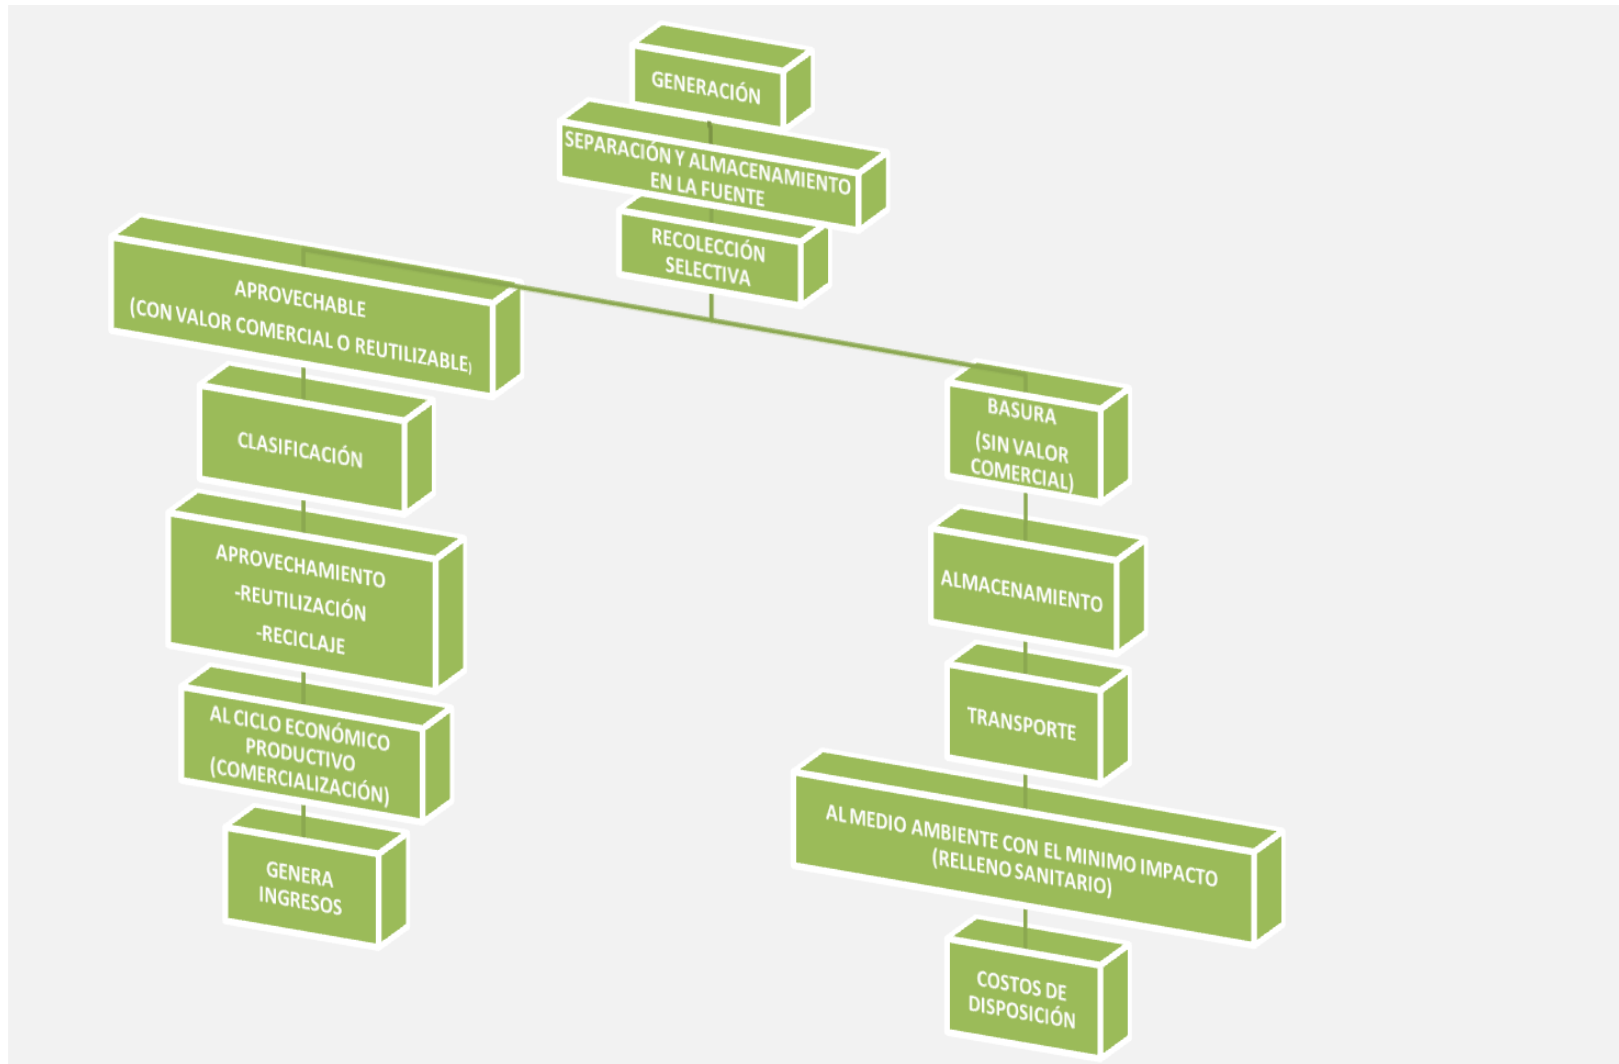 GENERACIÓN
SEPARACIÓN Y ALMACENAMIENTO
EN LA FUENTE
RECOLECCIÓN
SELECTIVA
APROVECHABLE
(CON VALOR COMERCIAL O REUTILIZABLE)
CLASIFICACIÓN
APROVECHAMIENTO
-REUTILIZACIÓN
-RECICLAJE
AL CICLO ECONÓMICO
PRODUCTIVO
(COMERCIALIZACIÓN)
GENERA
INGRESOS
BASURA
(SIN VALOR
COMERCIAL)
ALMACENAMIENTO
TRANSPORTE
AL MEDIO AMBIENTE CON EL MINIMO IMPACTO
(RELLENO SANITARIO)
COSTOS DE
DISPOSICIÓN